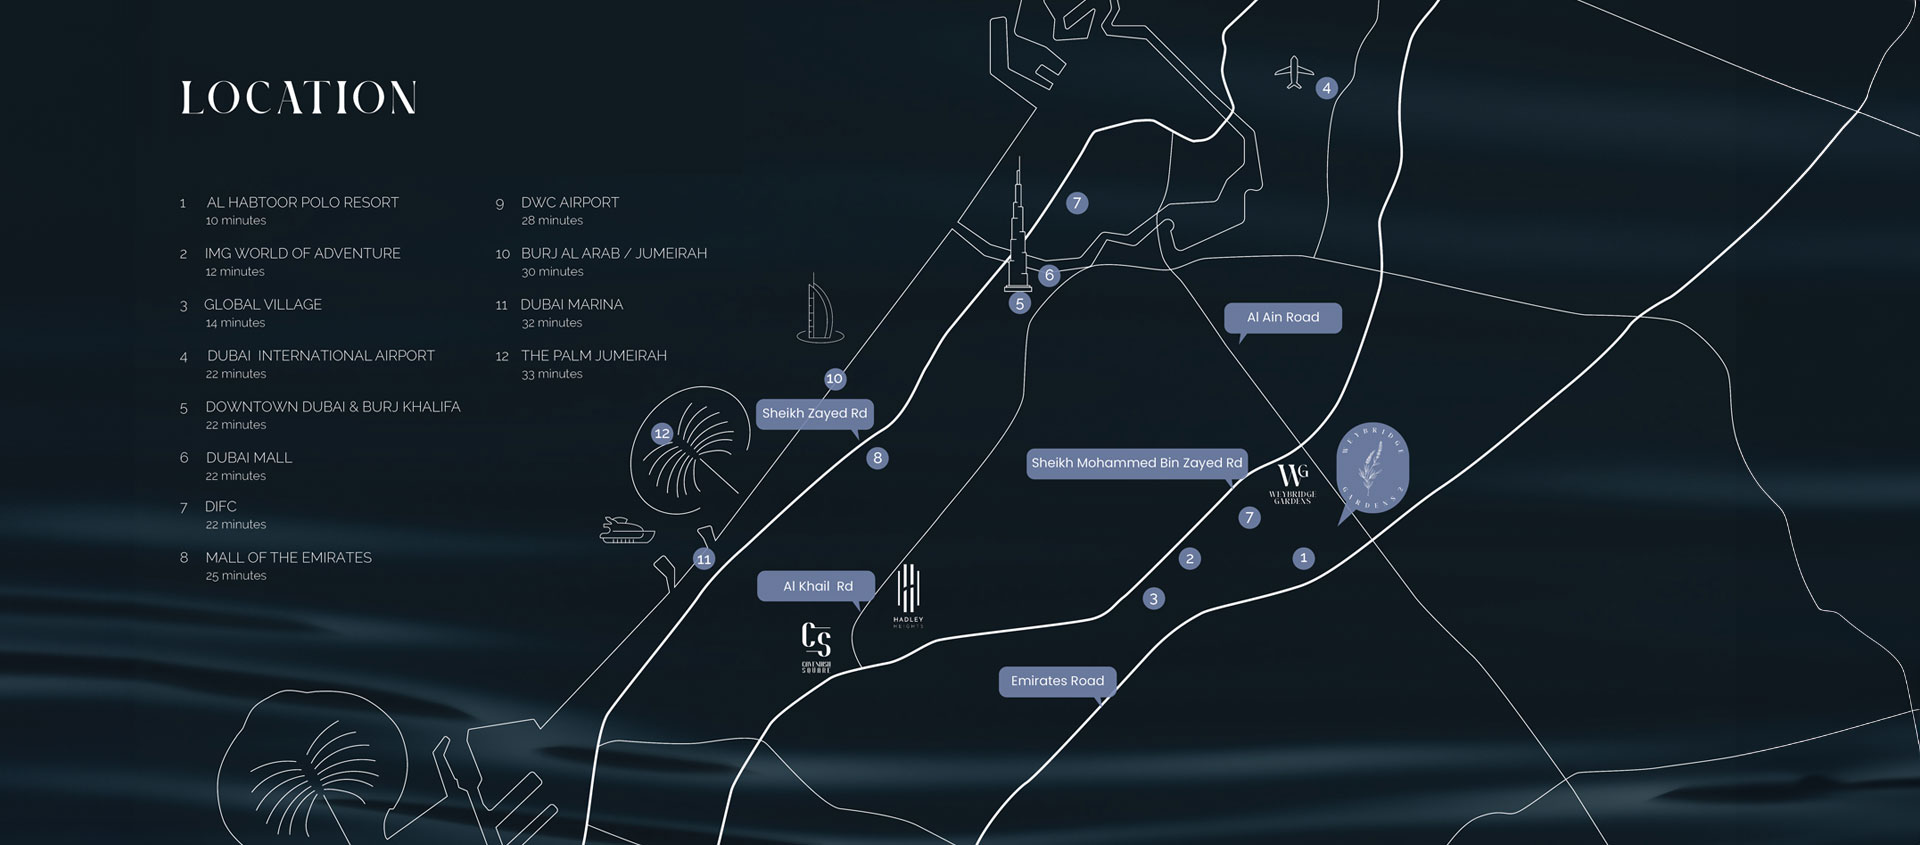 LOCATION
1 AL HABTOOR POLO RESORT
10 minutes
2 IMG WORLD OF ADVENTURE
12 minutes
3 GLOBAL VILLAGE
14 minutes
4 DUBAI INTERNATIONAL AIRPORT
22 minutes
5 DOWNTOWN DUBAI & BURJ KHALIFA
22 minutes
6 DUBAI MALL
22 minutes
7 DIFC
22 minutes
8 MALL OF THE EMIRATES
25 minutes
9 DWC AIRPORT
28 minutes
10 BURJ AL ARAB / JUMEIRAH
30 minutes
11 DUBAI MARINA
32 minutes
12 THE PALM JUMEIRAH
33 minutes
4
7
6
5
Al Ain Road
10
Sheikh Zayed Rd
12
8
Sheikh Mohammed Bin Zayed Rd
WG
WEYBRIDGE
GARDENS
WEYBRIDGE
GARDENS 2
7
11
2
1
Al Khail Rd
3
HADLEY
HEIGHTS
CS
CAVENDISH
SQUARE
Emirates Road